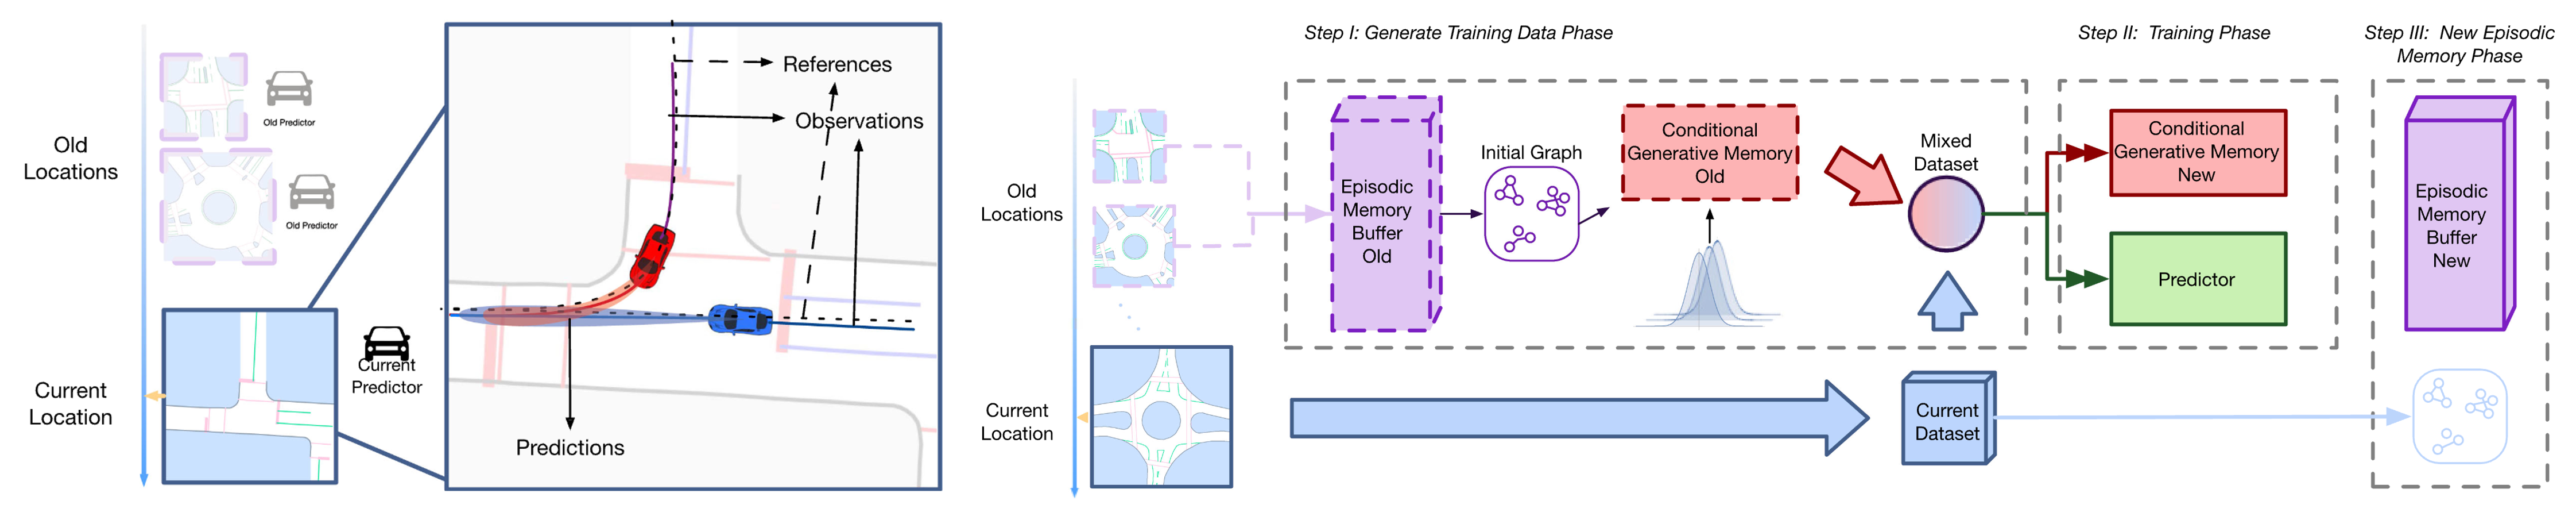 Old
Locations
Old Predictor
Old Predictor
Current
Location
Current
Predictor
References
Observations
Predictions
Step I: Generate Training Data Phase
Step II: Training Phase
Step III: New Episodic
Memory Phase
Old
Locations
Current
Location
Episodic
Memory
Buffer
Old
Initial Graph
Conditional
Generative Memory
Old
Mixed
Dataset
Current
Dataset
Conditional
Generative Memory
New
Predictor
Episodic
Memory
Buffer
New